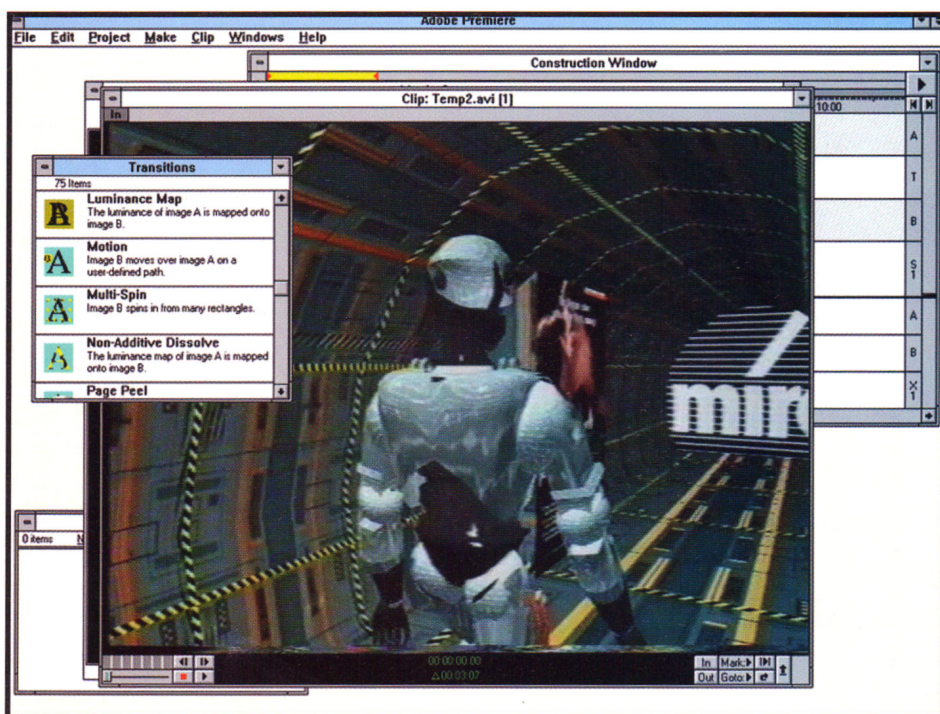 Adobe Premiere
File Edit Project Make Clip Windows Help
Construction Window
Clip: Temp2.avi [1]
In
10:00
Transitions
75 Items
Luminance Map
The luminance of image A is mapped onto
image B.
Motion
Image B moves over image A on a
user-defined path.
Multi-Spin
Image B spins in from many rectangles.
Non-Additive Dissolve
The luminance map of image A is mapped
onto image B.
Page Peel
A
T
B
S
1
A
B
X
1
0 items N
00:00:00:00
△00:03:07
In Mark:
Out Goto: